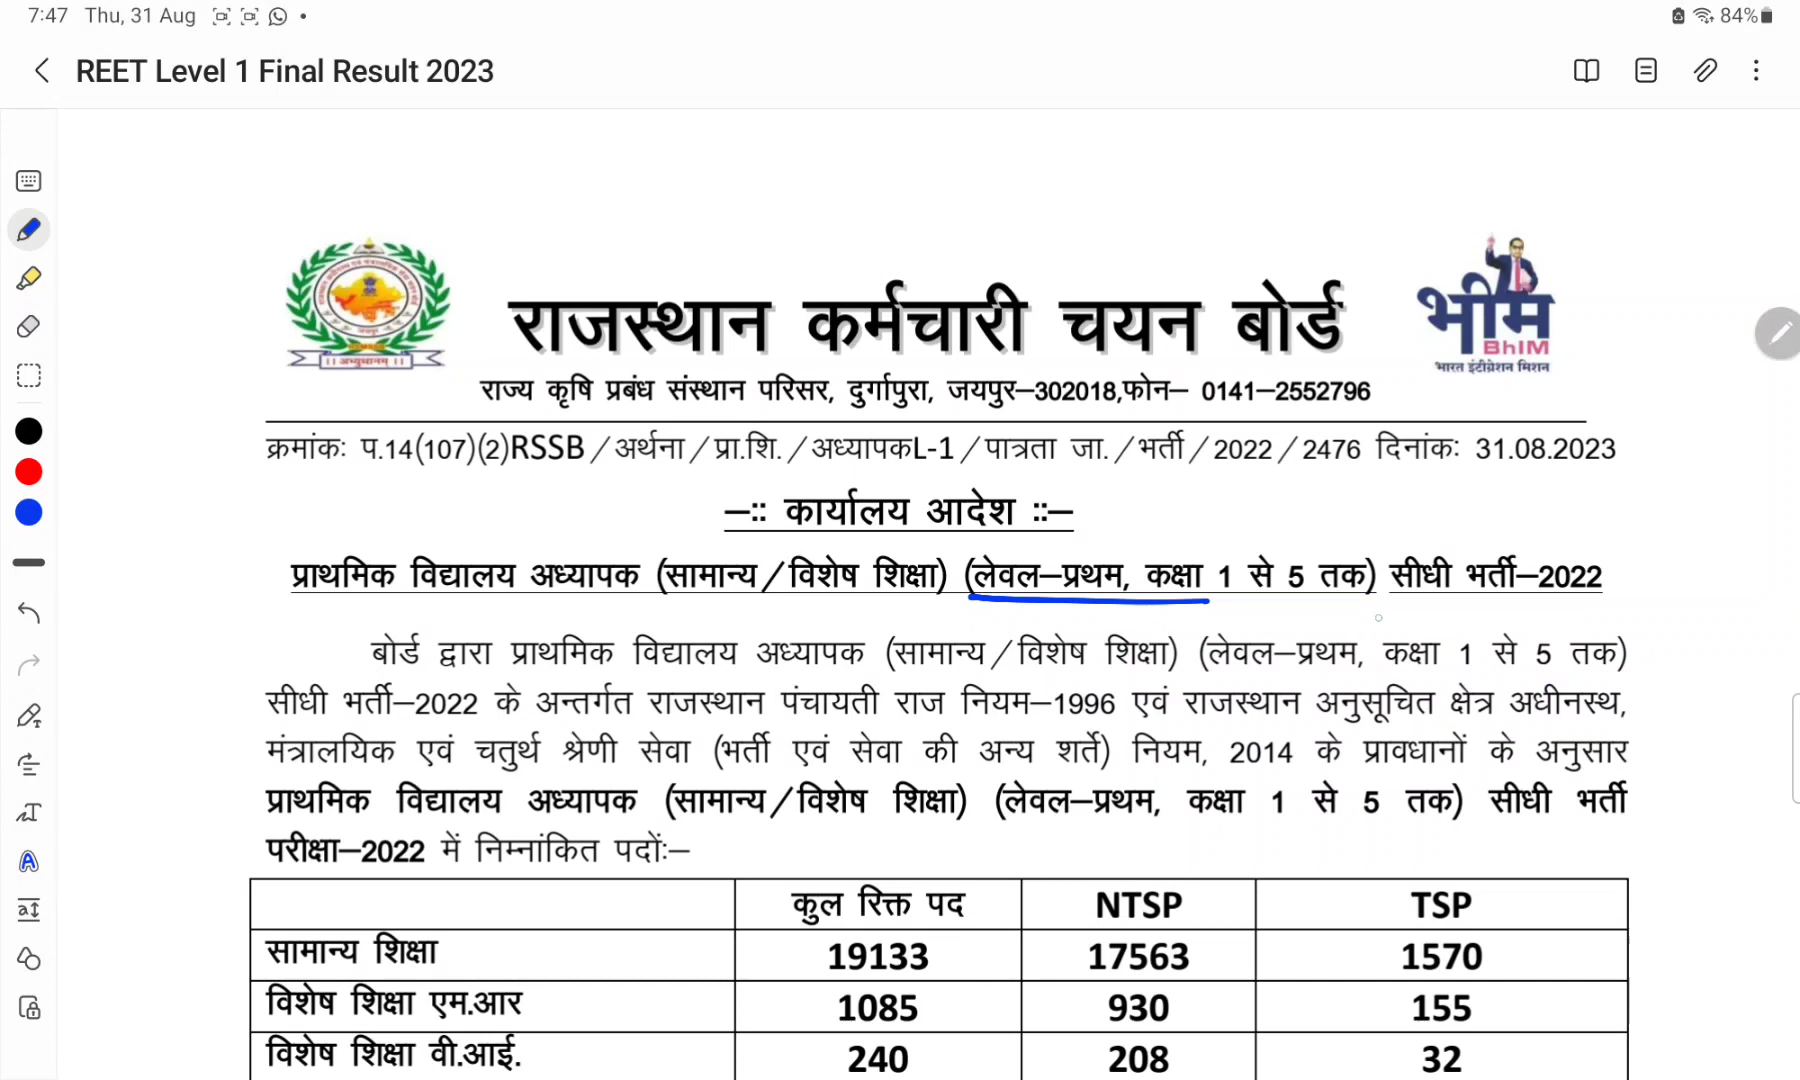 7:47 Thu, 31 Aug
84%
REET Level 1 Final Result 2023
राजस्थान कर्मचारी चयन बोर्ड
भीम
BhIM
भारत इंटीग्रेशन मिशन
राज्य कृषि प्रबंध संस्थान परिसर, दुर्गापुरा, जयपुर–302018,फोन– 0141–2552796
क्रमांकः प.14(107)(2)RSSB/अर्थना/प्रा.शि./अध्यापकL-1/पात्रता जा./भर्ती/2022/2476 दिनांकः 31.08.2023
–:: कार्यालय आदेश ::–
प्राथमिक विद्यालय अध्यापक (सामान्य/विशेष शिक्षा) (लेवल–प्रथम, कक्षा 1 से 5 तक) सीधी भर्ती–2022
बोर्ड द्वारा प्राथमिक विद्यालय अध्यापक (सामान्य/विशेष शिक्षा) (लेवल–प्रथम, कक्षा 1 से 5 तक)
सीधी भर्ती–2022 के अन्तर्गत राजस्थान पंचायती राज नियम–1996 एवं राजस्थान अनुसूचित क्षेत्र अधीनस्थ,
मंत्रालयिक एवं चतुर्थ श्रेणी सेवा (भर्ती एवं सेवा की अन्य शर्ते) नियम, 2014 के प्रावधानों के अनुसार
प्राथमिक विद्यालय अध्यापक (सामान्य/विशेष शिक्षा) (लेवल–प्रथम, कक्षा 1 से 5 तक) सीधी भर्ती
परीक्षा–2022 में निम्नांकित पदोंः–
कुल रिक्त पद NTSP TSP
सामान्य शिक्षा 19133 17563 1570
विशेष शिक्षा एम.आर 1085 930 155
विशेष शिक्षा वी.आई. 240 208 32